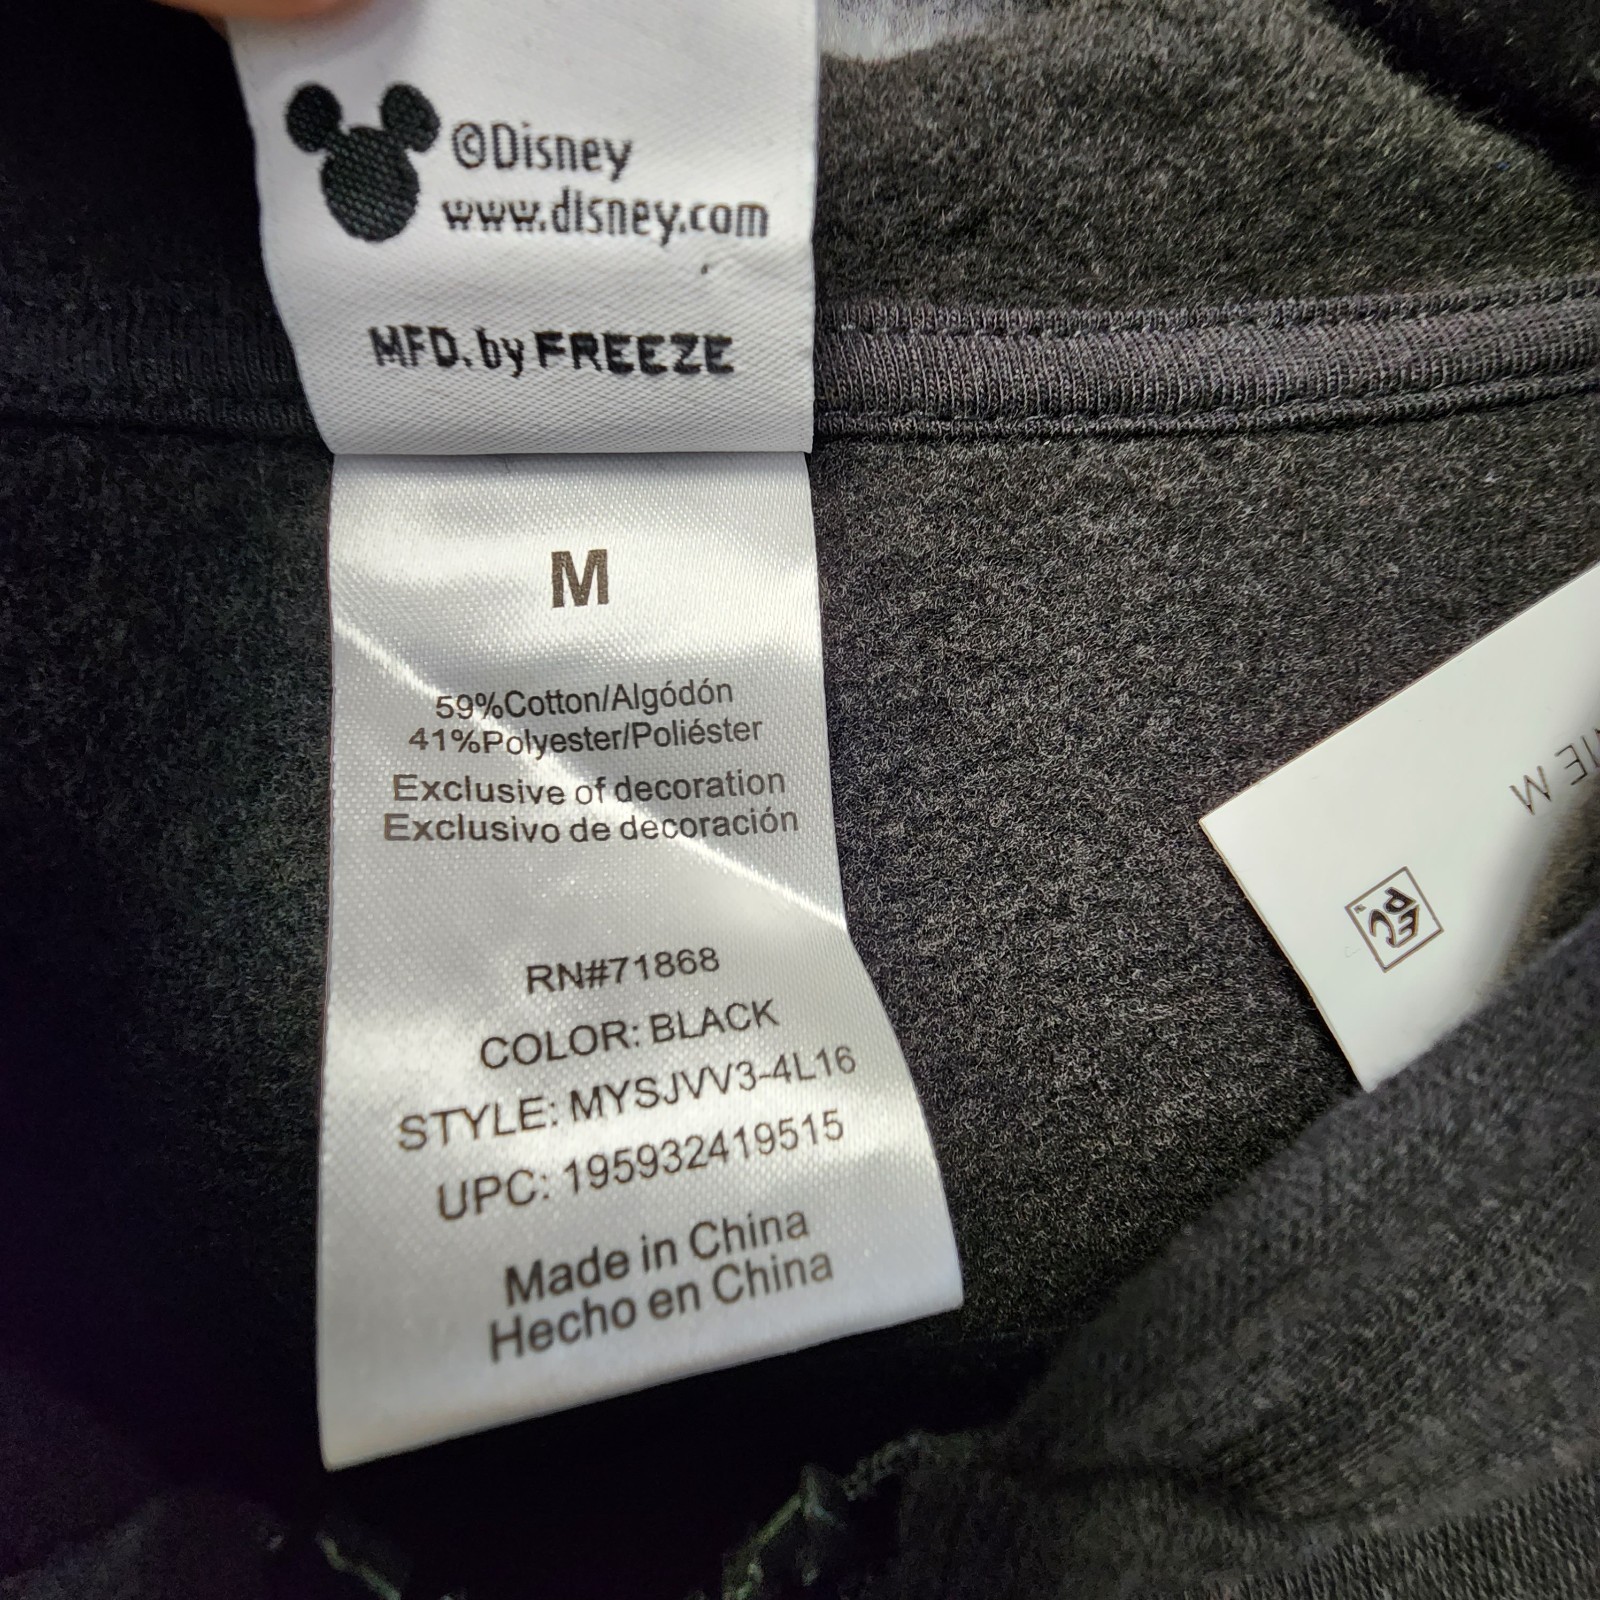 ©Disney
www.disney.com
MFD. by FREEZE
M
59%Cotton/Algódón
41%Polyester/Poliéster
Exclusive of decoration
Exclusivo de decoración
RN#71868
COLOR: BLACK
STYLE: MYSJVV3-4L16
UPC: 195932419515
Made in China
Hecho en China
M